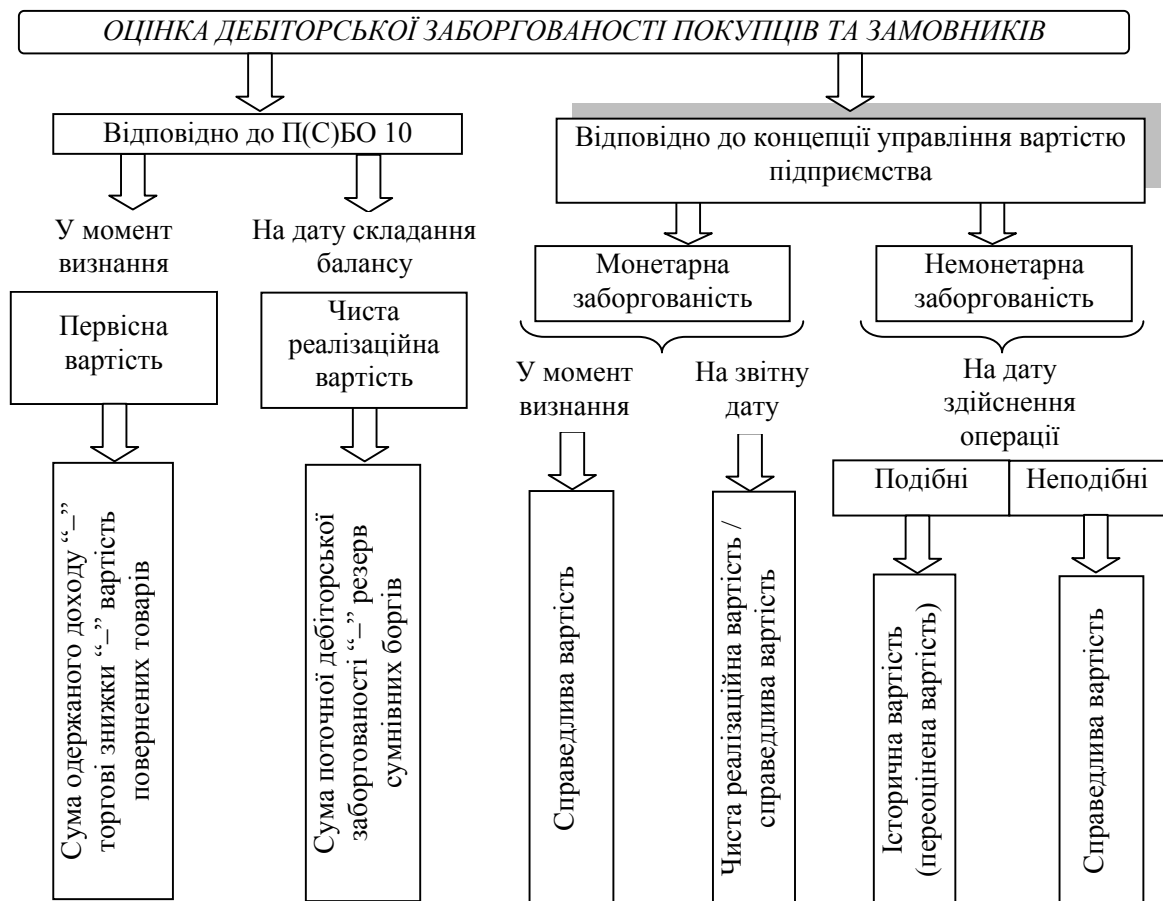 ОЦІНКА ДЕБІТОРСЬКОЇ ЗАБОРГОВАНОСТІ ПОКУПЦІВ ТА ЗАМОВНИКІВ
Відповідно до П(С)БО 10
Відповідно до концепції управління вартістю
підприємства
У момент
визнання
На дату складання
балансу
Монетарна
заборгованість
Немонетарна
заборгованість
Первісна
вартість
Чиста
реалізаційна
вартість
У момент
визнання
На звітну
дату
На дату
здійснення
операції
Подібні
Неподібні
Сума одержаного доходу “–”
торгові знижки “–” вартість
повернених товарів
Сума поточної дебіторської
заборгованості “–” резерв
сумнівних боргів
Справедлива вартість
Чиста реалізаційна вартість /
справедлива вартість
Історична вартість
(переоцінена вартість)
Справедлива вартість